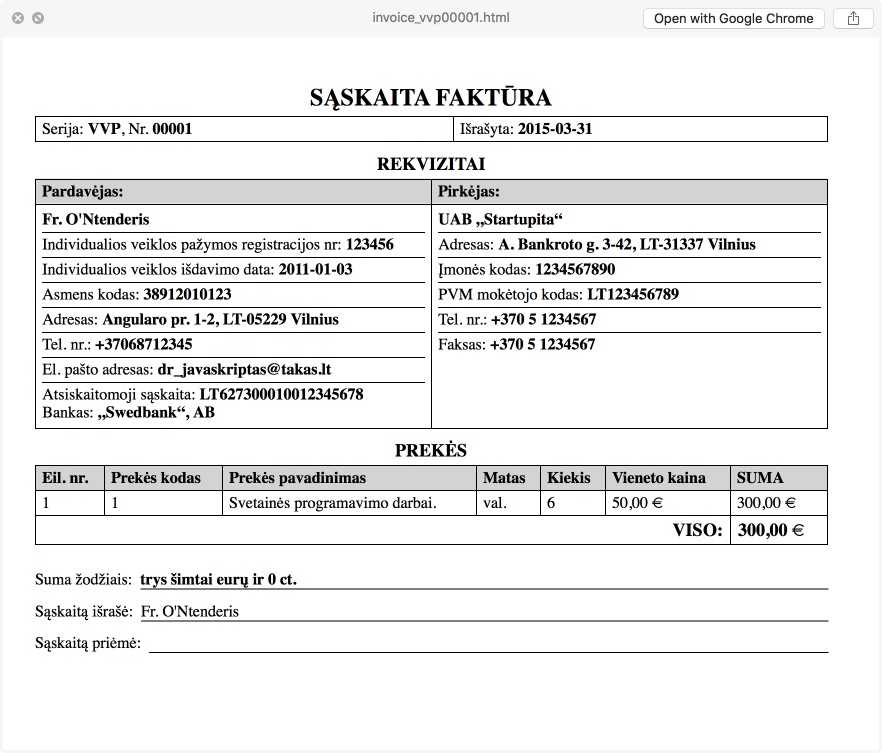 invoice_vvp00001.html
Open with Google Chrome
SĄSKAITA FAKTŪRA
Serija: VVP, Nr. 00001
Išrašyta: 2015-03-31
REKVIZITAI
Pardavėjas:
Fr. O'Ntenderis
Individualios veiklos pažymos registracijos nr: 123456
Individualios veiklos išdavimo data: 2011-01-03
Asmens kodas: 38912010123
Adresas: Angularo pr. 1-2, LT-05229 Vilnius
Tel. nr.: +37068712345
El. pašto adresas: dr_javaskriptas@takas.lt
Atsiskaitomoji sąskaita: LT627300010012345678
Bankas: „Swedbank“, AB
Pirkėjas:
UAB „Startupita“
Adresas: A. Bankroto g. 3-42, LT-31337 Vilnius
Įmonės kodas: 1234567890
PVM mokėtojo kodas: LT123456789
Tel. nr.: +370 5 1234567
Faksas: +370 5 1234567
PREKĖS
Eil. nr. Prekės kodas Prekės pavadinimas Matas Kiekis Vieneto kaina SUMA
1 1 Svetainės programavimo darbai. val. 6 50,00 € 300,00 €
VISO: 300,00 €
Suma žodžiais: trys šimtai eurų ir 0 ct.
Sąskaitą išrašė: Fr. O'Ntenderis
Sąskaitą priėmė: